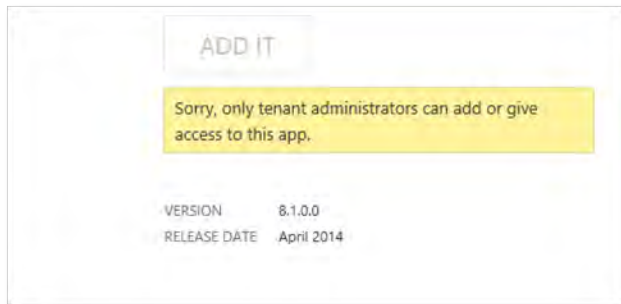 ADD IT
Sorry, only tenant administrators can add or give
access to this app.
VERSION 8.1.0.0
RELEASE DATE April 2014